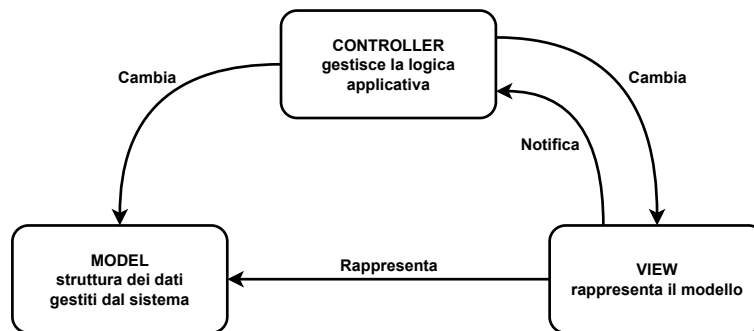 CONTROLLER
gestisce la logica
applicativa
Cambia
Cambia
Notifica
MODEL
struttura dei dati
gestiti dal sistema
Rappresenta
VIEW
rappresenta il modello